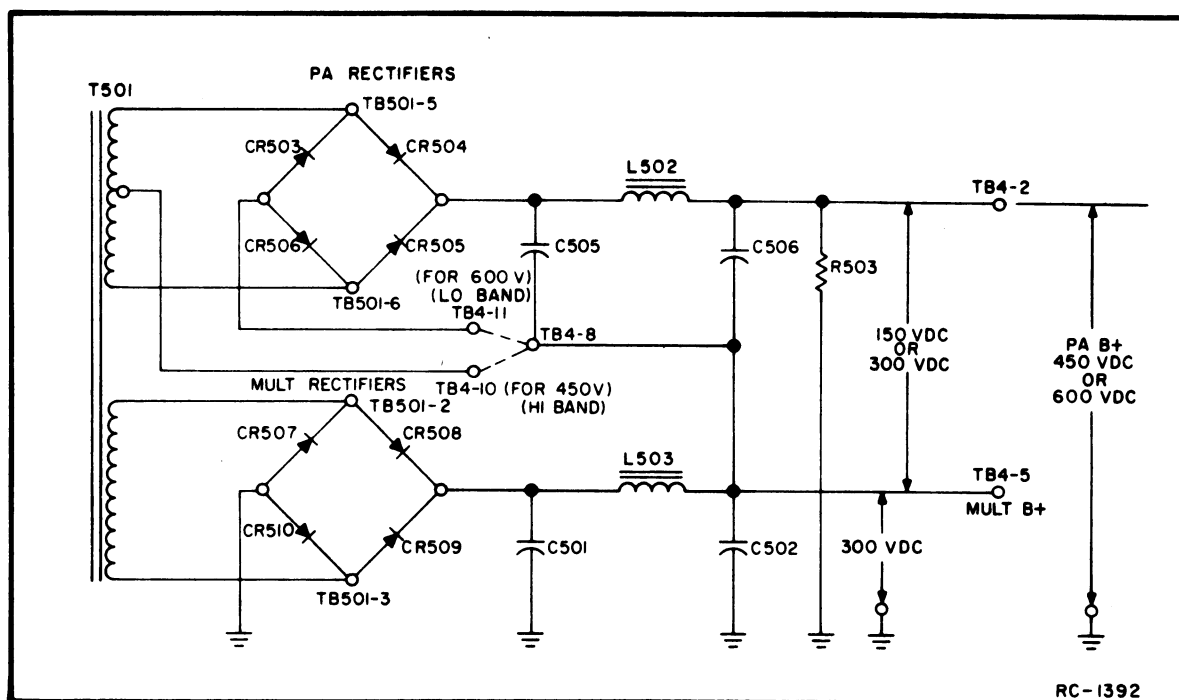 PA RECTIFIERS
T501
TB501-5
CR503
CR504
L502
TB4-2
CR506
CR505
C505
C506
R503
(FOR 600 V)
(LO BAND)
TB501-6
TB4-11
TB4-8
150 VDC
OR
300 VDC
PA B+
450 VDC
OR
600 VDC
MULT RECTIFIERS
TB4-10 (FOR 450V)
(HI BAND)
TB501-2
CR507
CR508
L503
TB4-5
MULT B+
CR510
CR509
C501
C502
300 VDC
TB501-3
RC-1392